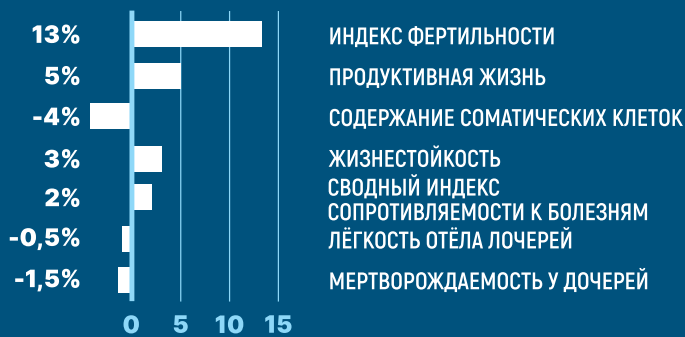 13% ИНДЕКС ФЕРТИЛЬНОСТИ
5% ПРОДУКТИВНАЯ ЖИЗНЬ
-4% СОДЕРЖАНИЕ СОМАТИЧЕСКИХ КЛЕТОК
3% ЖИЗНЕСТОЙКОСТЬ
2% СВОДНЫЙ ИНДЕКС
СОПРОТИВЛЯЕМОСТИ К БОЛЕЗНЯМ
-0,5% ЛЁГКОСТЬ ОТЁЛА ЛОЧЕРЕЙ
-1,5% МЕРТВОРОЖДАЕМОСТЬ У ДОЧЕРЕЙ
0 5 10 15